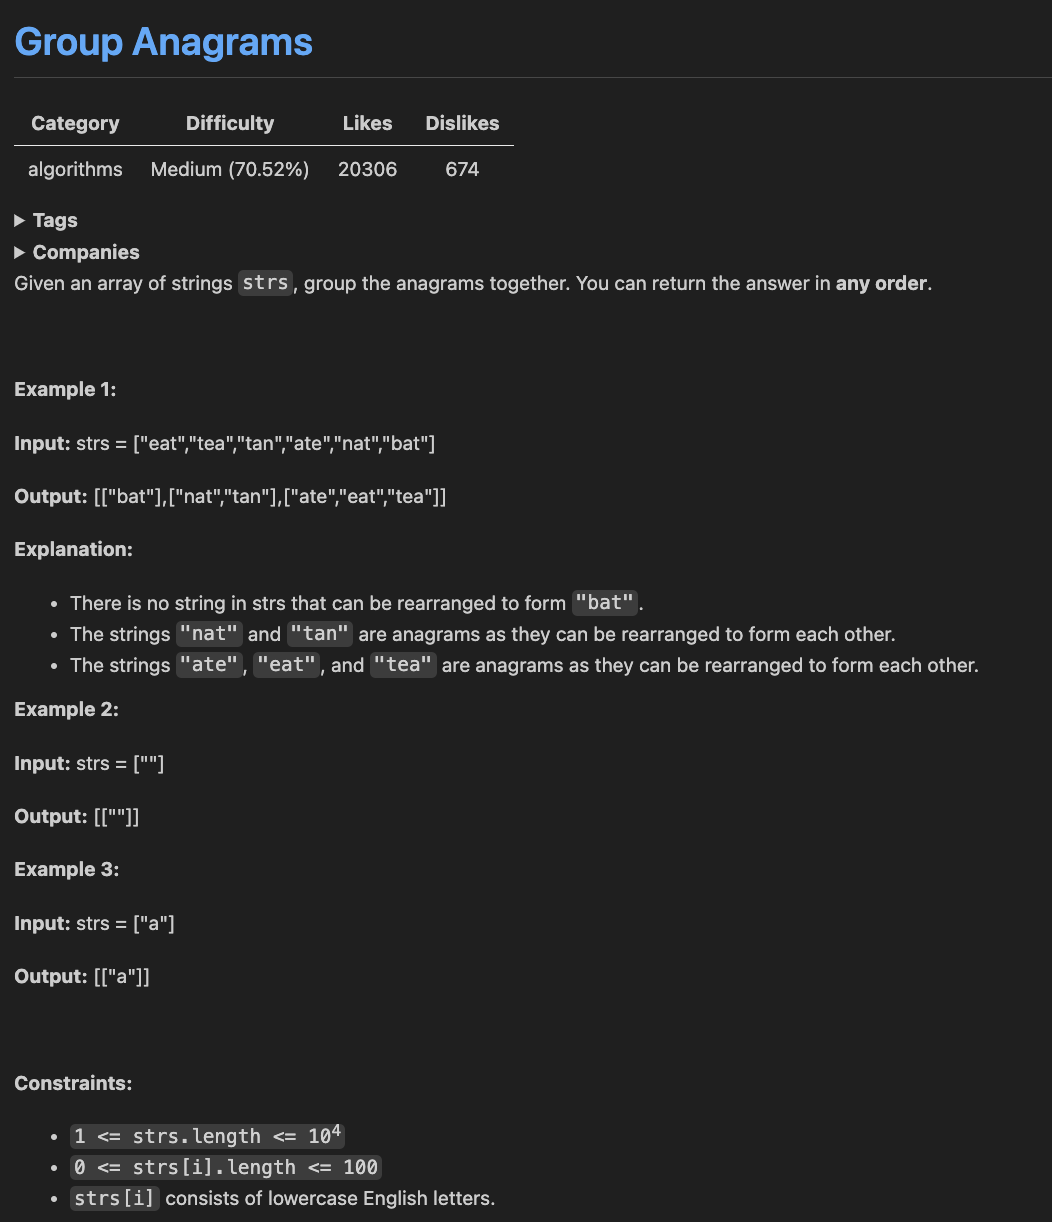 Group Anagrams
Category Difficulty Likes Dislikes
algorithms Medium (70.52%) 20306 674
▶ Tags
▶ Companies
Given an array of strings strs, group the anagrams together. You can return the answer in any order.
Example 1:
Input: strs = ["eat","tea","tan","ate","nat","bat"]
Output: [["bat"],["nat","tan"],["ate","eat","tea"]]
Explanation:
• There is no string in strs that can be rearranged to form "bat".
• The strings "nat" and "tan" are anagrams as they can be rearranged to form each other.
• The strings "ate", "eat", and "tea" are anagrams as they can be rearranged to form each other.
Example 2:
Input: strs = [""]
Output: [[""]]
Example 3:
Input: strs = ["a"]
Output: [["a"]]
Constraints:
• 1 <= strs.length <= 10⁴
• 0 <= strs[i].length <= 100
• strs[i] consists of lowercase English letters.